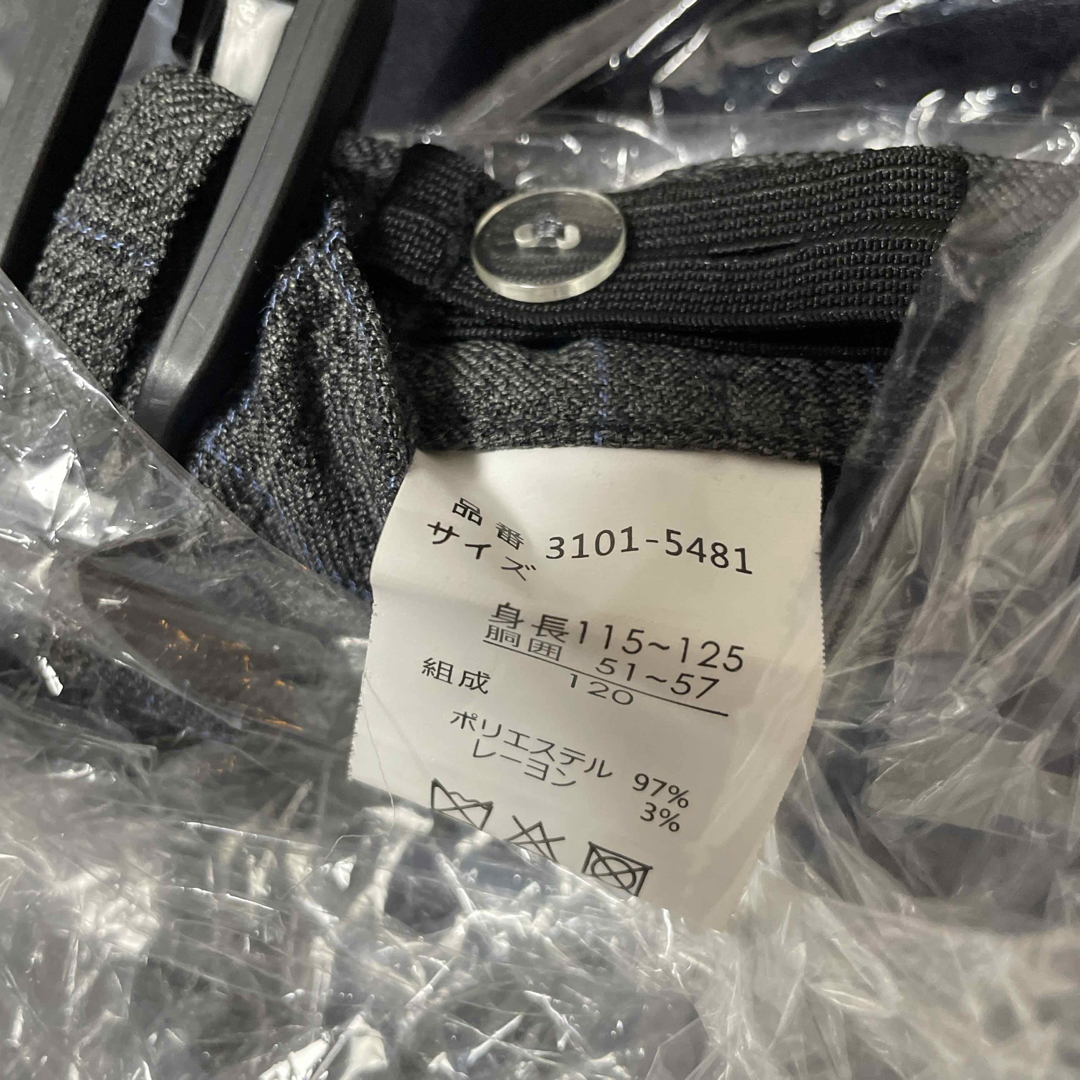 品番 3101-5481
サイズ
身長115~125
胴囲 51~57
120
組成
ポリエステル 97%
レーヨン 3%